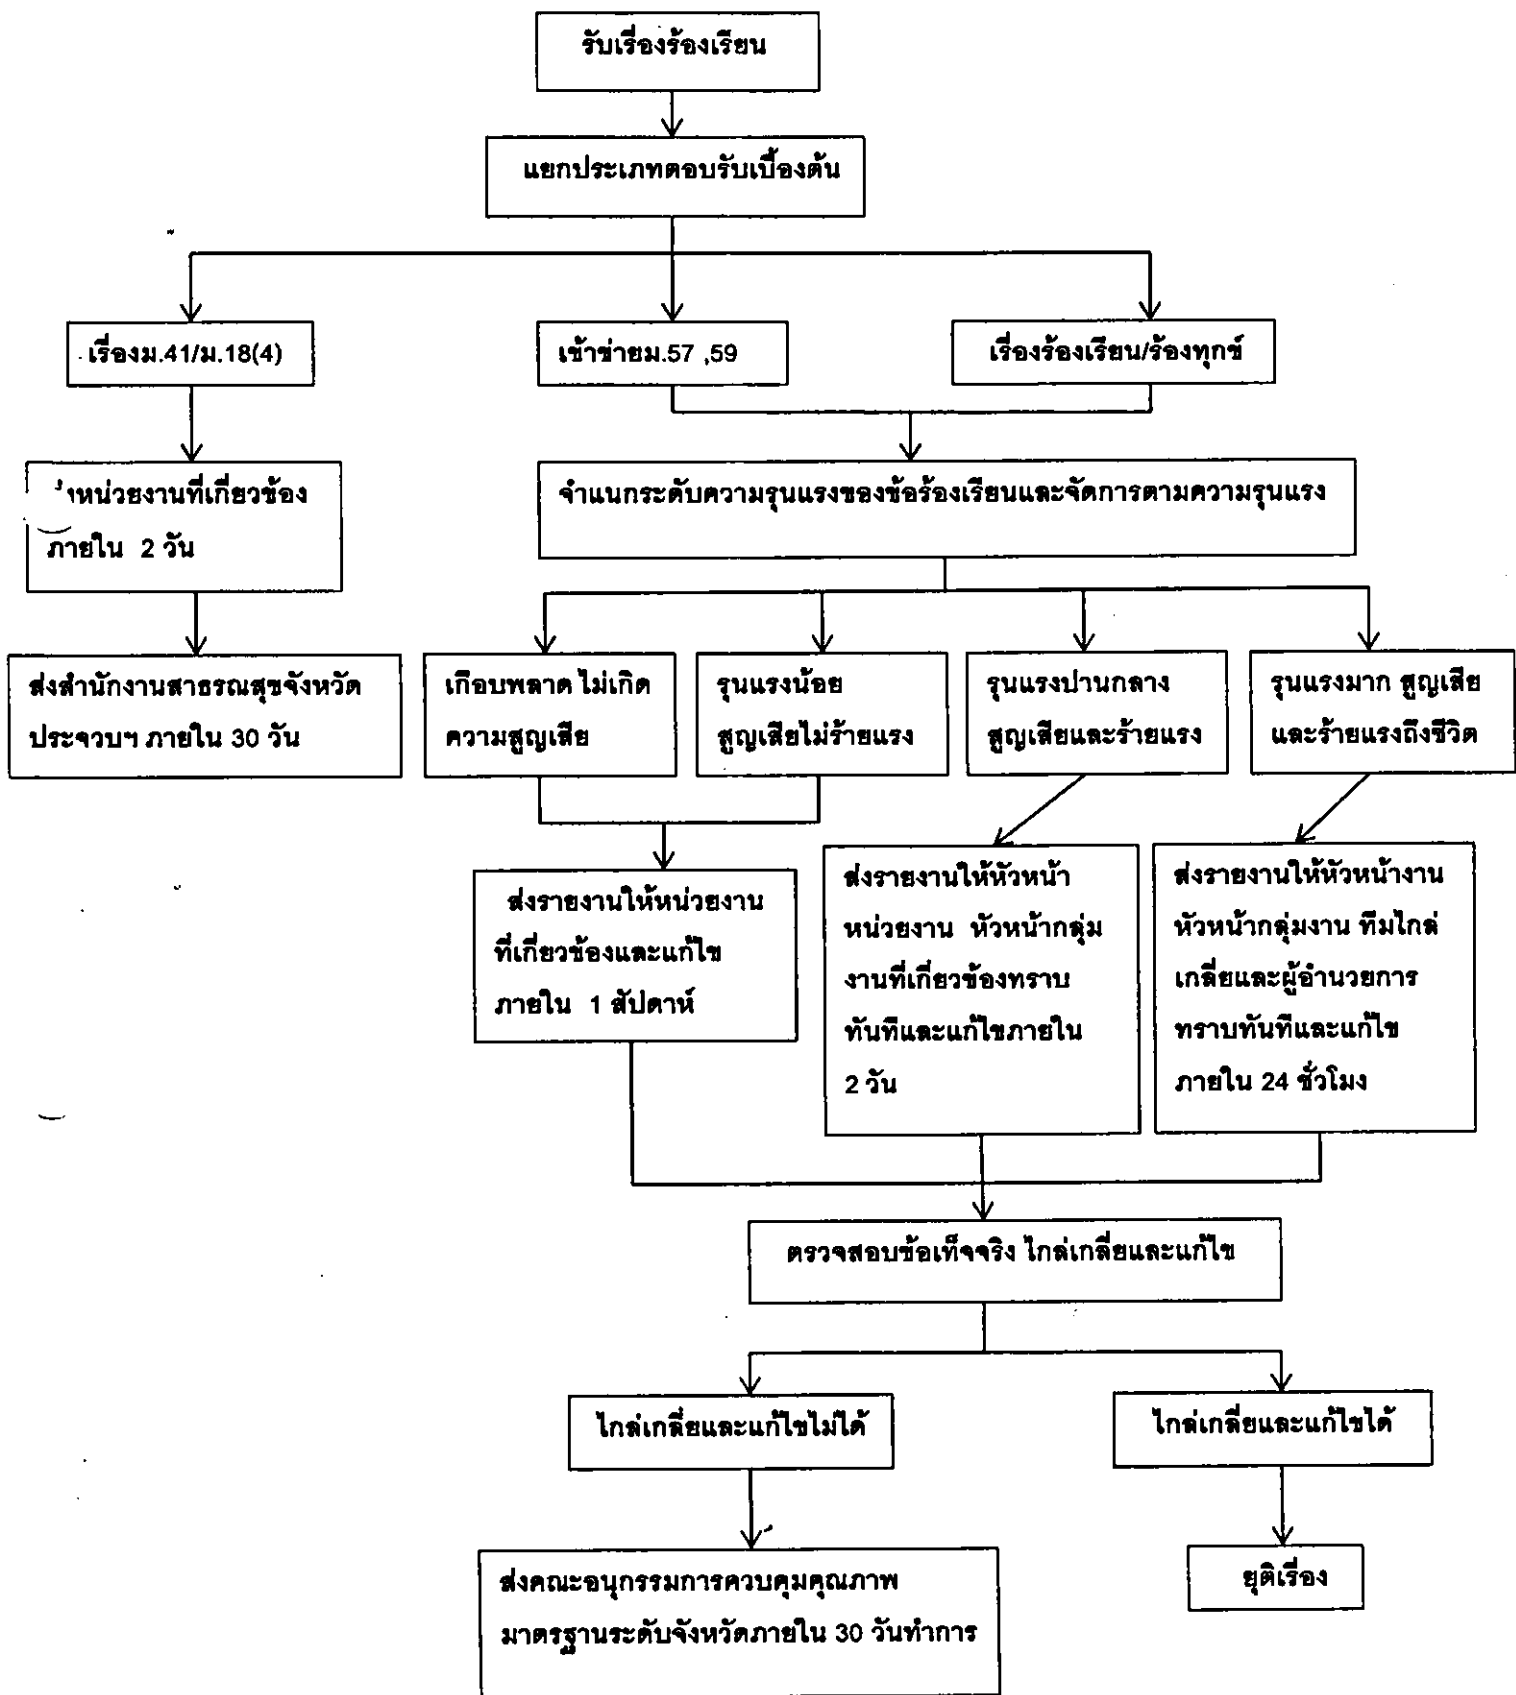 รับเรื่องร้องเรียน
แยกประเภทตอบรับเบื้องต้น
เรื่องม.41/ม.18(4)
เข้าข่ายม.57 ,59
เรื่องร้องเรียน/ร้องทุกข์
หน่วยงานที่เกี่ยวข้อง
ภายใน 2 วัน
จำแนกระดับความรุนแรงของข้อร้องเรียนและจัดการตามความรุนแรง
ส่งสำนักงานสาธรณสุขจังหวัด
ประจวบฯ ภายใน 30 วัน
เกือบพลาด ไม่เกิด
ความสูญเสีย
รุนแรงน้อย
สูญเสียไม่ร้ายแรง
รุนแรงปานกลาง
สูญเสียและร้ายแรง
รุนแรงมาก สูญเสีย
และร้ายแรงถึงชีวิต
ส่งรายงานให้หน่วยงาน
ที่เกี่ยวข้องและแก้ไข
ภายใน 1 สัปดาห์
ส่งรายงานให้หัวหน้า
หน่วยงาน หัวหน้ากลุ่ม
งานที่เกี่ยวข้องทราบ
ทันทีและแก้ไขภายใน
2 วัน
ส่งรายงานให้หัวหน้างาน
หัวหน้ากลุ่มงาน ทีมไกล่
เกลี่ยและผู้อำนวยการ
ทราบทันทีและแก้ไข
ภายใน 24 ชั่วโมง
ตรวจสอบข้อเท็จจริง ไกล่เกลี่ยและแก้ไข
ไกล่เกลี่ยและแก้ไขไม่ได้
ไกล่เกลี่ยและแก้ไขได้
ส่งคณะอนุกรรมการควบคุมคุณภาพ
มาตรฐานระดับจังหวัดภายใน 30 วันทำการ
ยุติเรื่อง